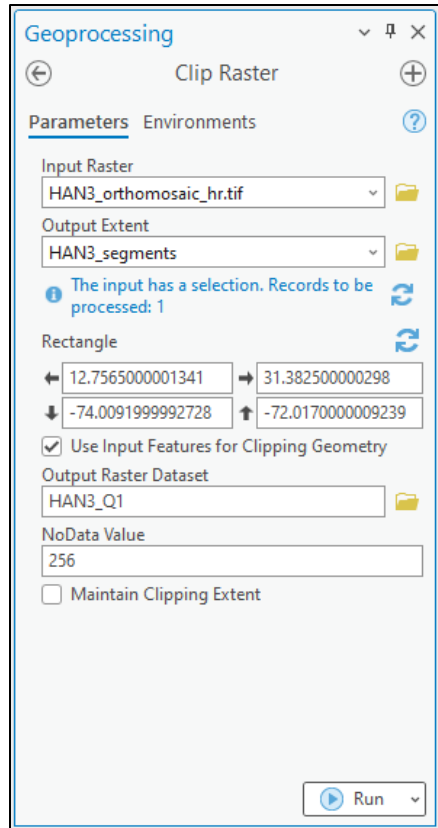 Geoprocessing
Clip Raster
Parameters Environments
Input Raster
HAN3_orthomosaic_hr.tif
Output Extent
HAN3_segments
The input has a selection. Records to be
processed: 1
Rectangle
12.7565000001341 31.382500000298
-74.0091999992728 -72.0170000009239
Use Input Features for Clipping Geometry
Output Raster Dataset
HAN3_Q1
NoData Value
256
Maintain Clipping Extent
Run